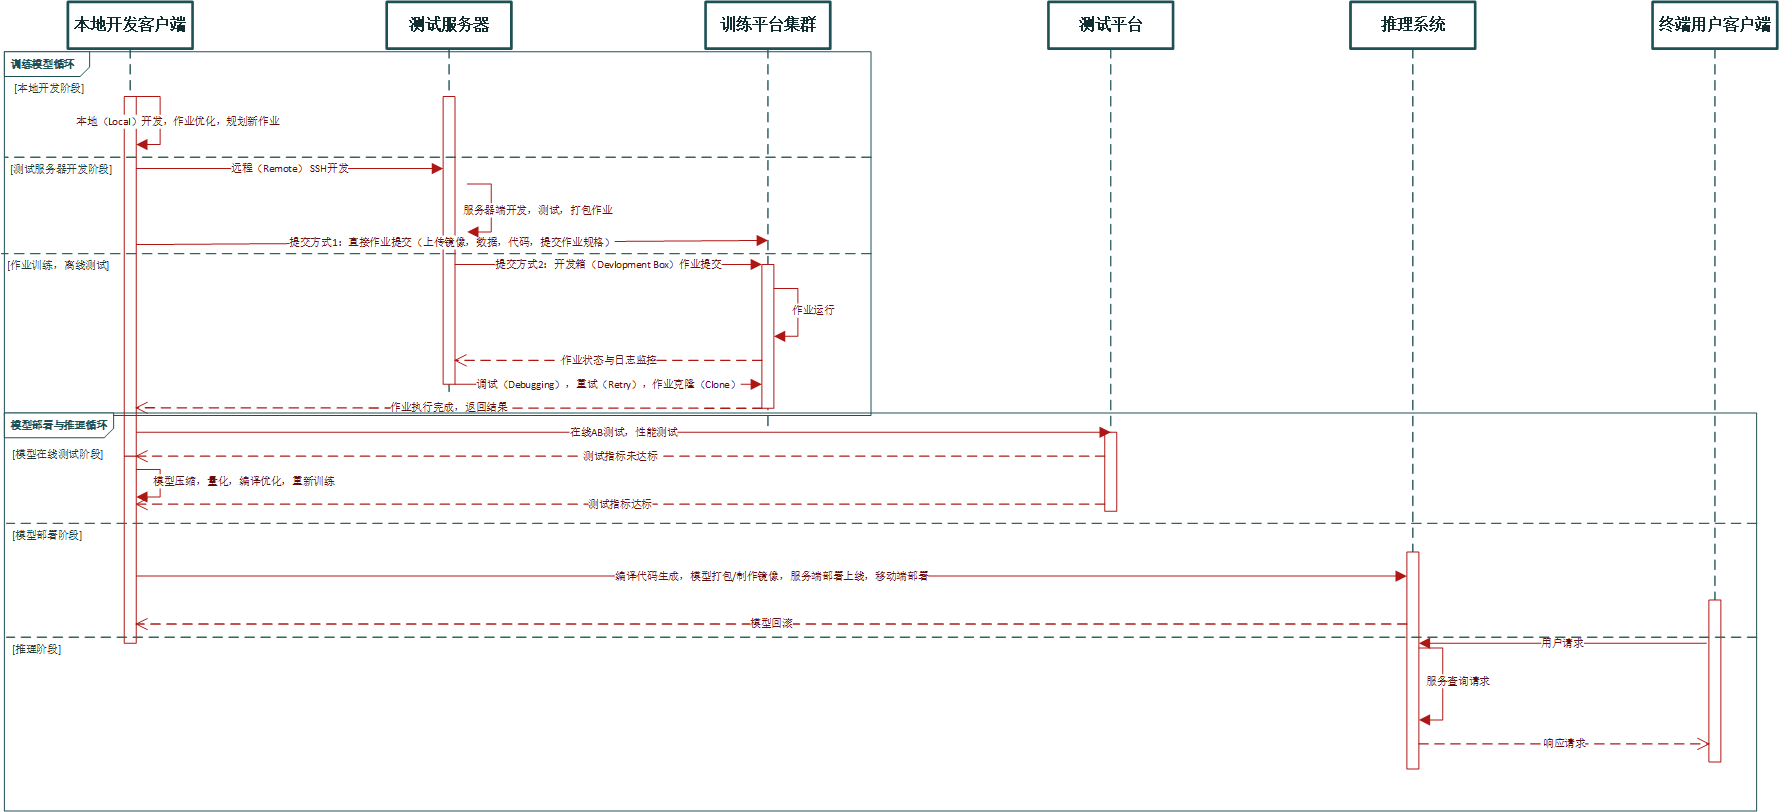 本地开发客户端
测试服务器
训练平台集群
测试平台
推理系统
终端用户客户端
训练模型循环
[本地开发阶段]
本地（Local）开发，作业优化，规划新作业
[测试服务器开发阶段]
远程（Remote） SSH开发
服务器端开发，测试，打包作业
提交方式1：直接作业提交（上传镜像，数据，代码，提交作业规格）
[作业训练，离线测试]
提交方式2：开发箱（Devlopment Box）作业提交
作业运行
作业状态与日志监控
调试（Debugging），重试（Retry），作业克隆（Clone）
作业执行完成，返回结果
模型部署与推理循环
在线AB测试，性能测试
[模型在线测试阶段]
测试指标未达标
模型压缩，量化，编译优化，重新训练
测试指标达标
[模型部署阶段]
编译代码生成，模型打包/制作镜像，服务端部署上线，移动端部署
模型回滚
[推理阶段]
用户请求
服务查询请求
响应请求